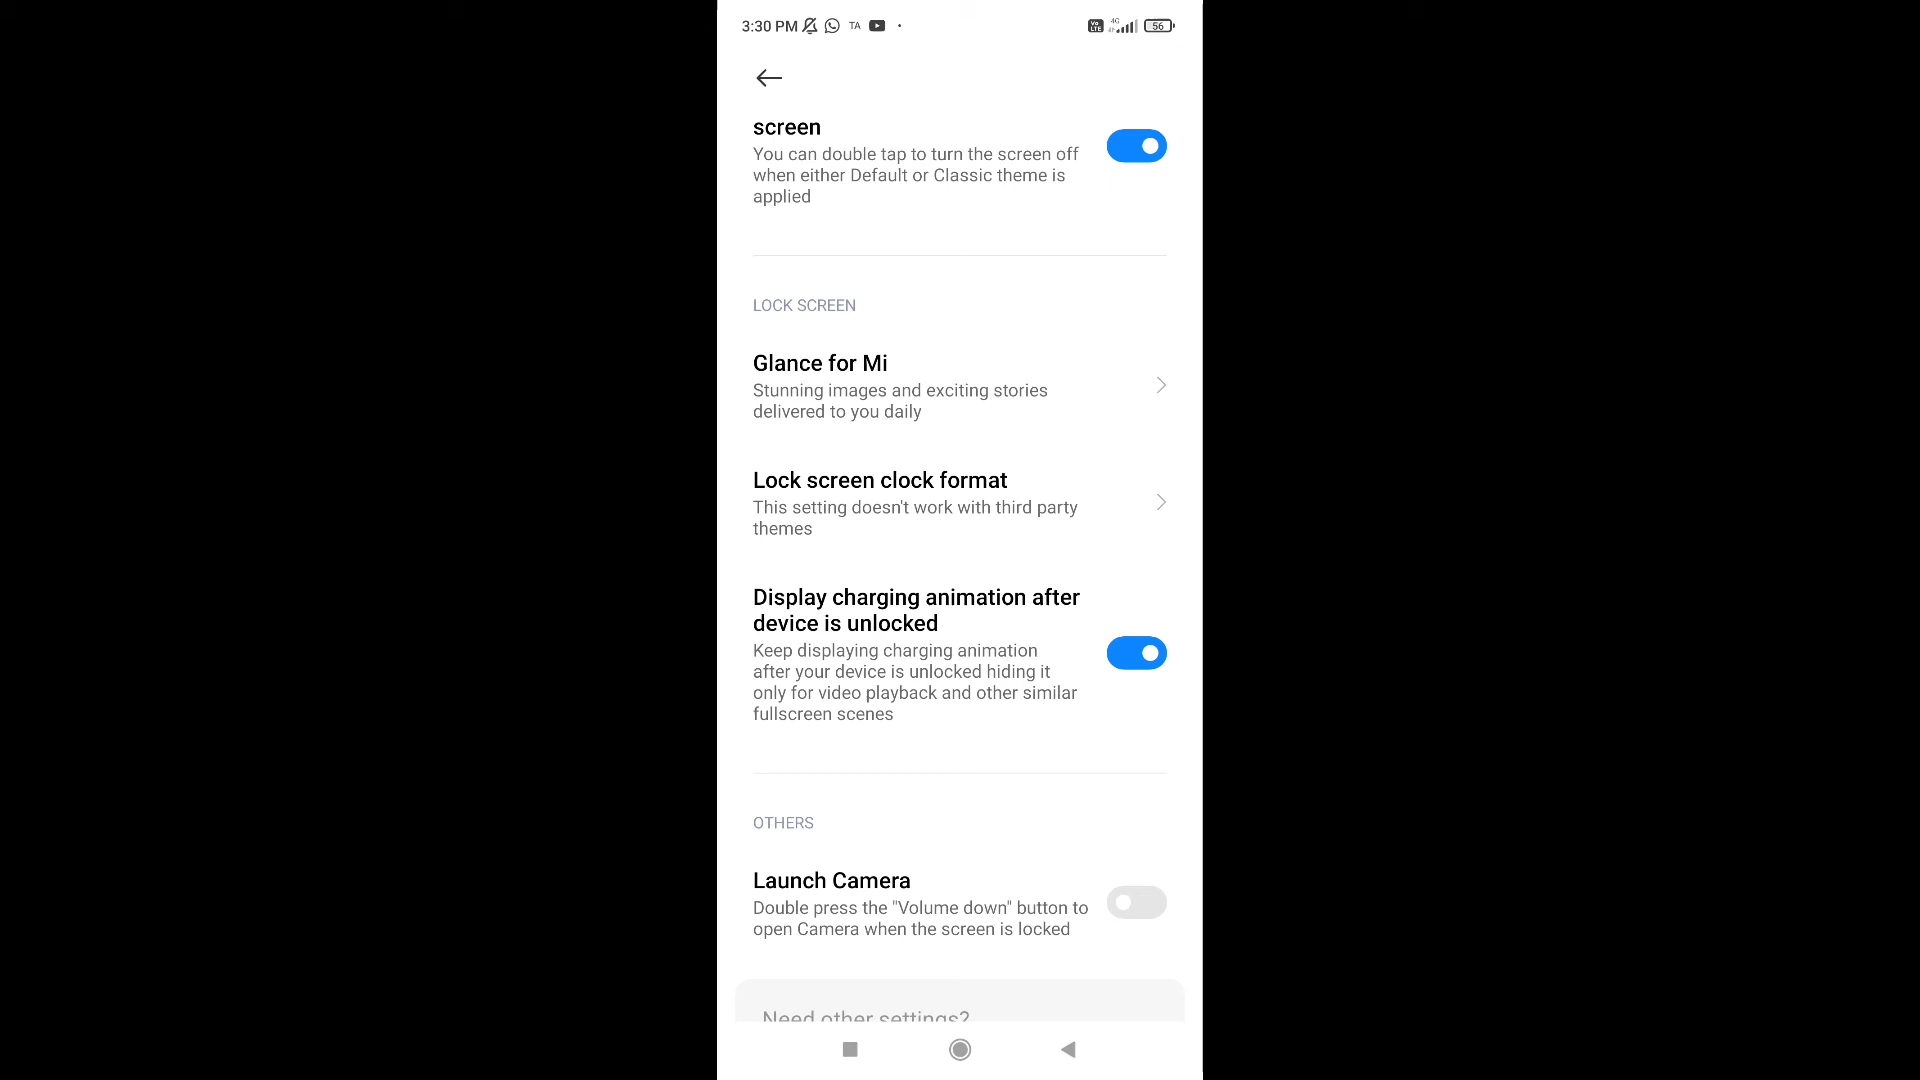 3:30 PM TA Vo LTE 4G 56
screen
You can double tap to turn the screen off
when either Default or Classic theme is
applied
LOCK SCREEN
Glance for Mi
Stunning images and exciting stories
delivered to you daily
Lock screen clock format
This setting doesn't work with third party
themes
Display charging animation after
device is unlocked
Keep displaying charging animation
after your device is unlocked hiding it
only for video playback and other similar
fullscreen scenes
OTHERS
Launch Camera
Double press the "Volume down" button to
open Camera when the screen is locked
Need other settings?